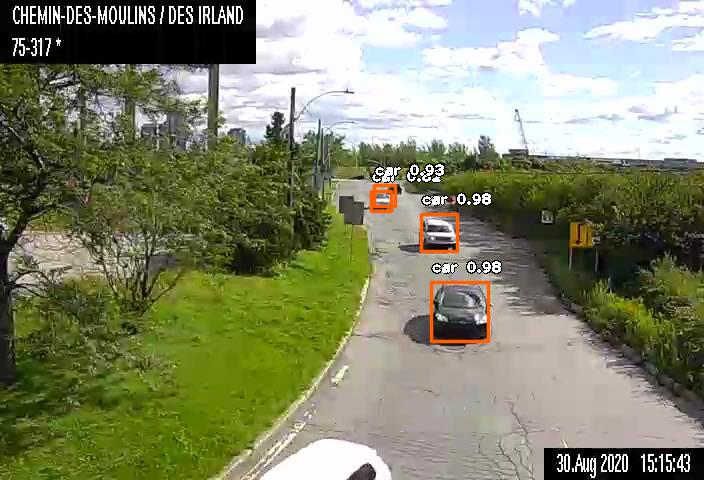 CHEMIN-DES-MOULINS / DES IRLAND
75-317 *
car 0.93
car 0.98
car 0.98
30.Aug 2020 15:15:43